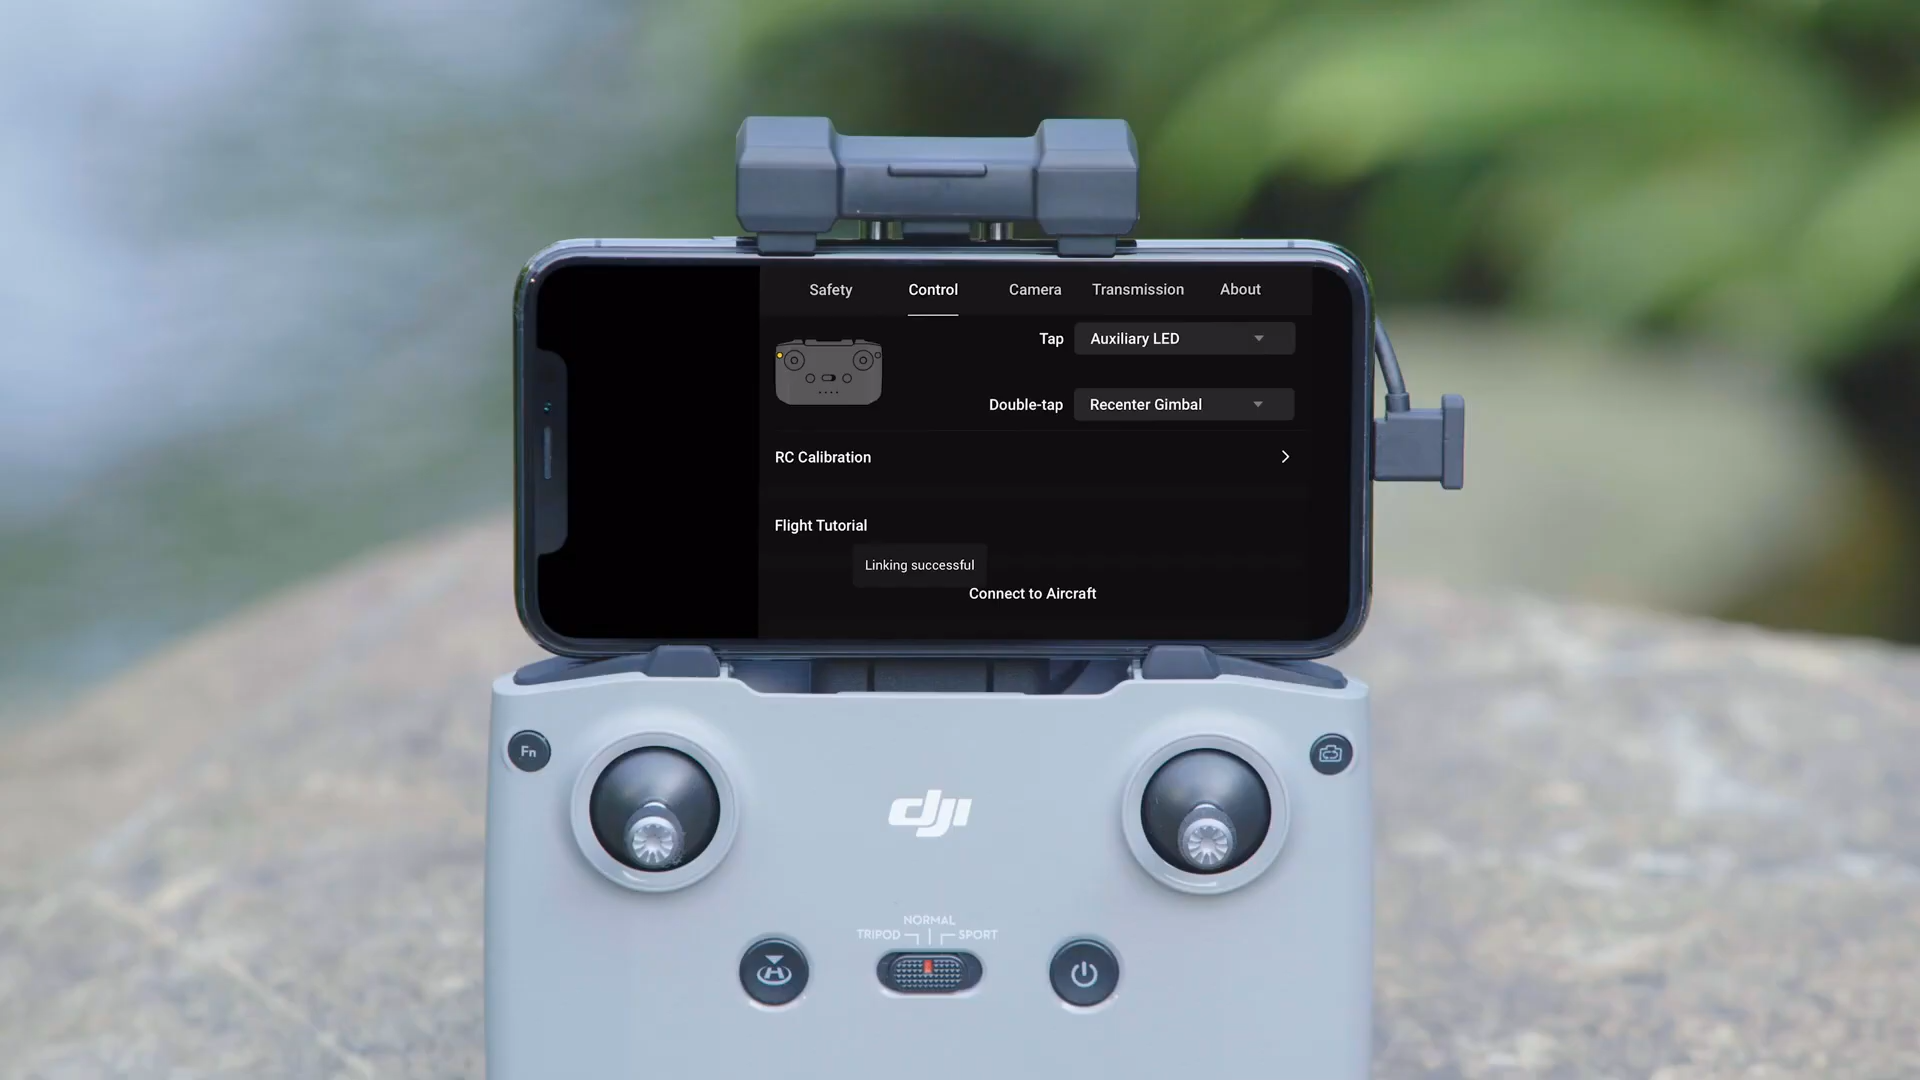 Safety Control Camera Transmission About
Tap Auxiliary LED
Double-tap Recenter Gimbal
RC Calibration
Flight Tutorial
Linking successful
Connect to Aircraft
Fn
dji
NORMAL
TRIPOD SPORT
H